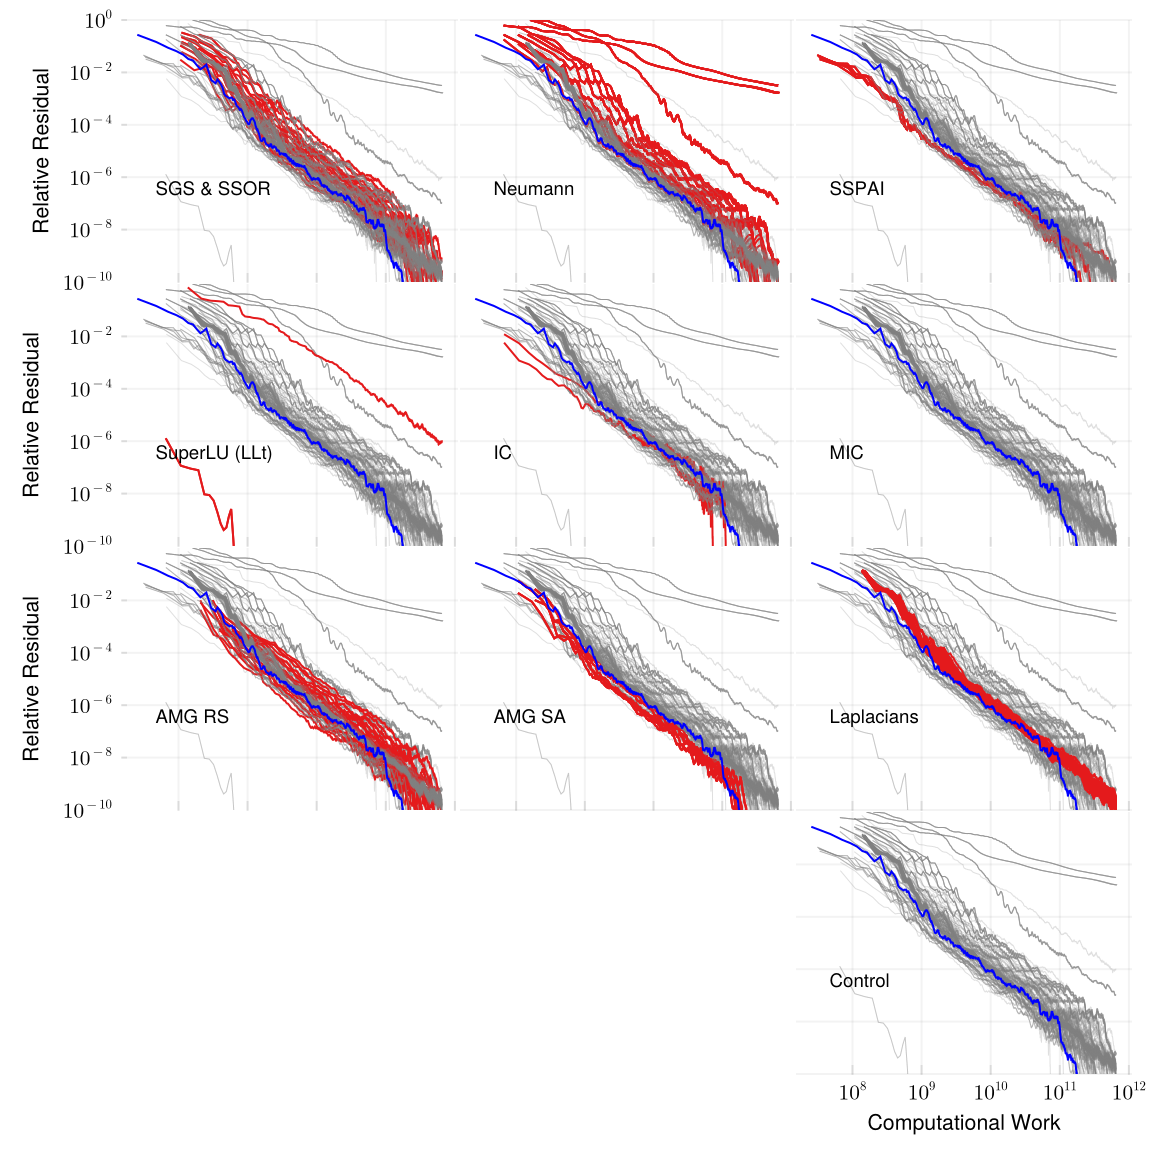 10^0
10^−2
10^−4
10^−6
10^−8
10^−10
Relative Residual
SGS & SSOR
Neumann
SSPAI
10^−2
10^−4
10^−6
10^−8
10^−10
Relative Residual
SuperLU (LLt)
IC
MIC
10^−2
10^−4
10^−6
10^−8
10^−10
Relative Residual
AMG RS
AMG SA
Laplacians
Control
10^8
10^9
10^10
10^11
10^12
Computational Work